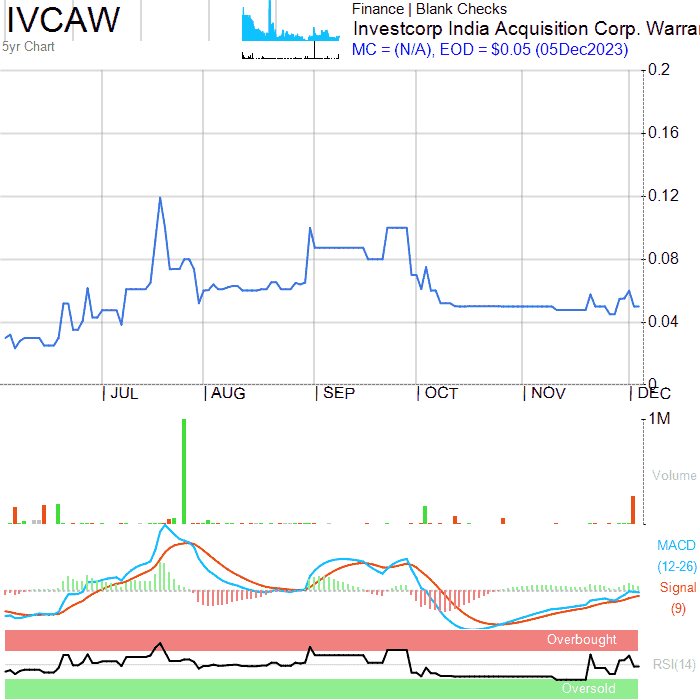 IVCAW
5yr Chart
Finance | Blank Checks
Investcorp India Acquisition Corp. Warra
MC = (N/A), EOD = $0.05 (05Dec2023)
0.2
0.16
0.12
0.08
0.04
0
JUL
AUG
SEP
OCT
NOV
DEC
1M
Volume
MACD
(12-26)
Signal
(9)
Overbought
RSI(14)
Oversold